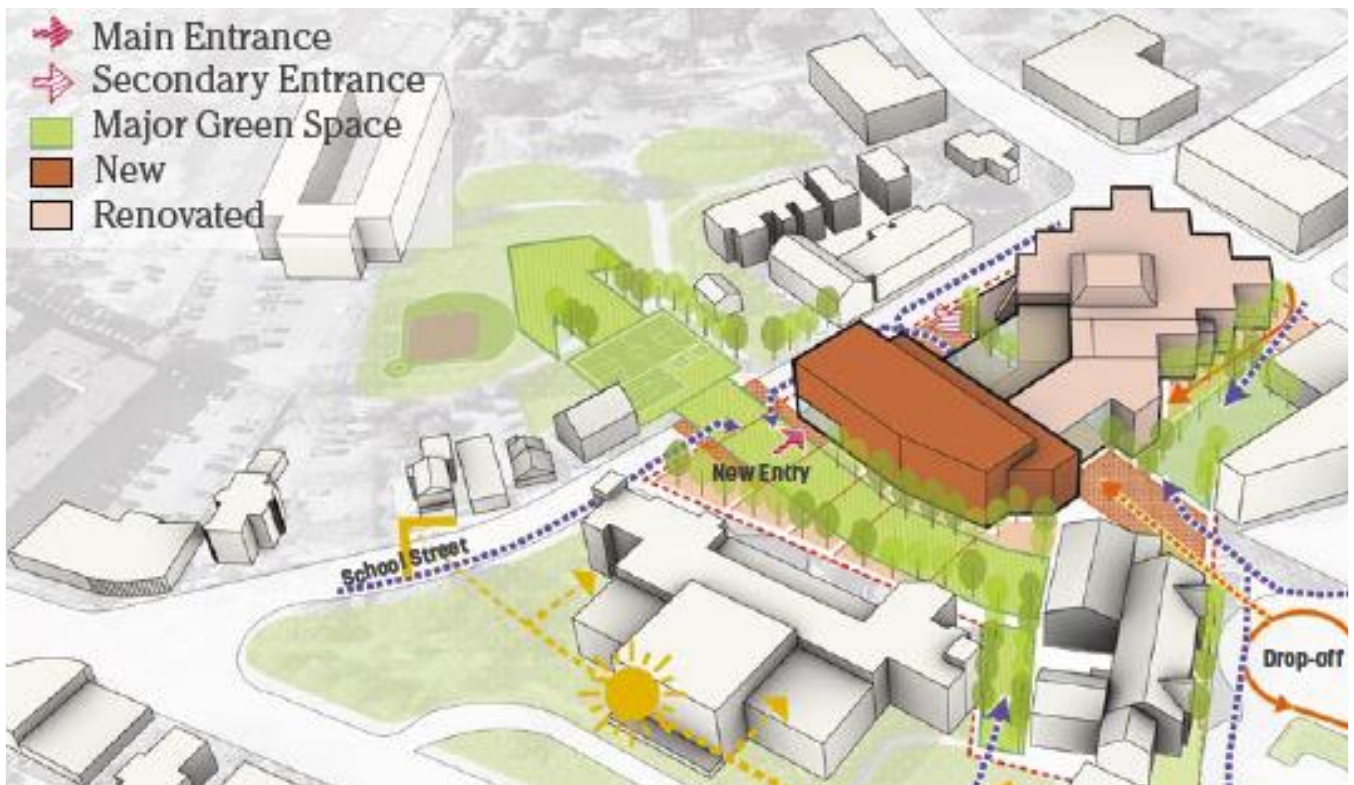 Main Entrance
Secondary Entrance
Major Green Space
New
Renovated
New Entry
School Street
Drop-off